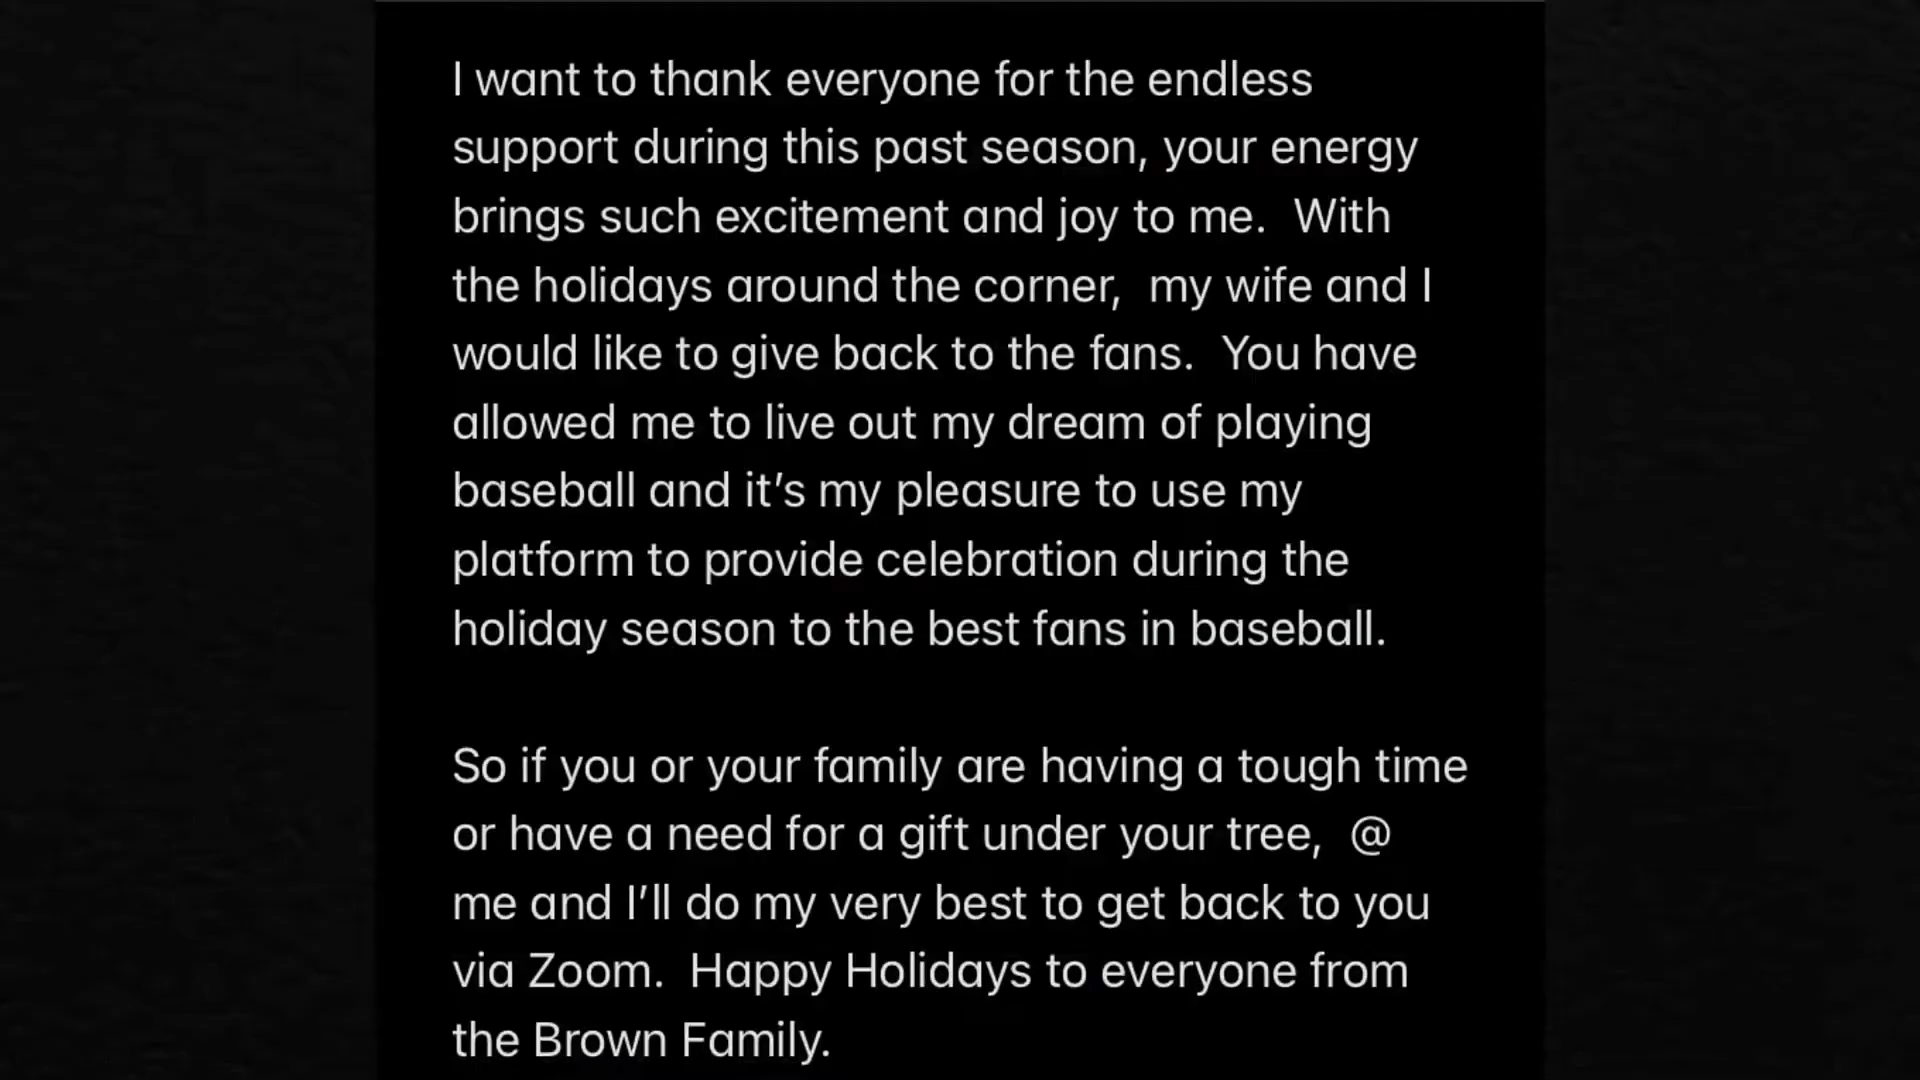 I want to thank everyone for the endless
support during this past season, your energy
brings such excitement and joy to me.  With
the holidays around the corner,  my wife and I
would like to give back to the fans.  You have
allowed me to live out my dream of playing
baseball and it’s my pleasure to use my
platform to provide celebration during the
holiday season to the best fans in baseball.

So if you or your family are having a tough time
or have a need for a gift under your tree,  @
me and I’ll do my very best to get back to you
via Zoom.  Happy Holidays to everyone from
the Brown Family.